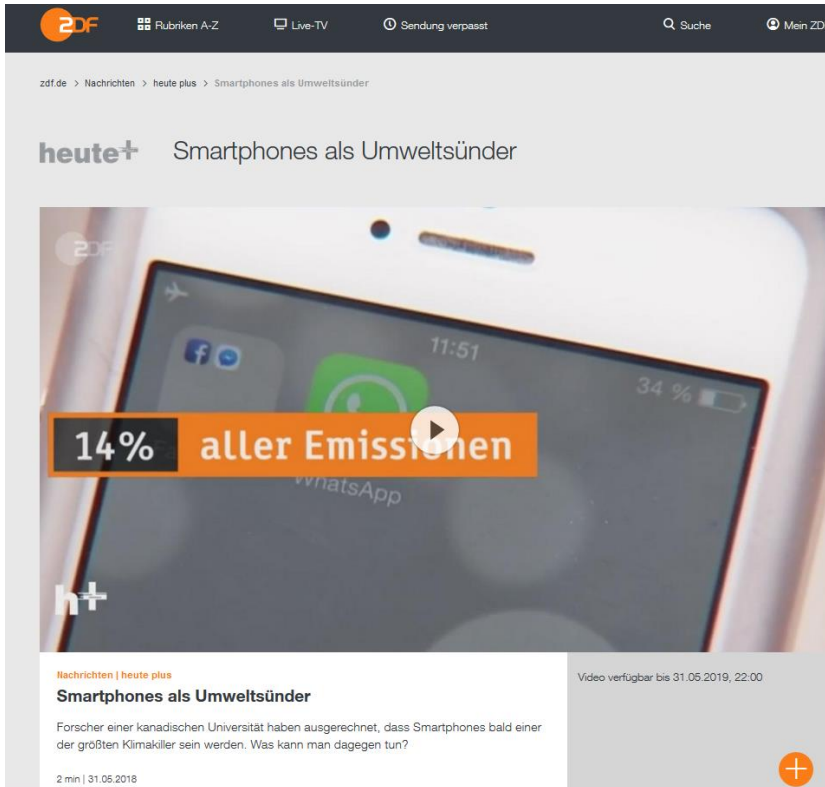 ZDF
Rubriken A-Z
Live-TV
Sendung verpasst
Suche
Mein ZD
zdf.de > Nachrichten > heute plus > Smartphones als Umweltsünder
heute+
Smartphones als Umweltsünder
ZDF
11:51
34 %
14% aller Emissionen
WhatsApp
h+
Nachrichten | heute plus
Smartphones als Umweltsünder
Forscher einer kanadischen Universität haben ausgerechnet, dass Smartphones bald einer
der größten Klimakiller sein werden. Was kann man dagegen tun?
2 min | 31.05.2018
Video verfügbar bis 31.05.2019, 22:00